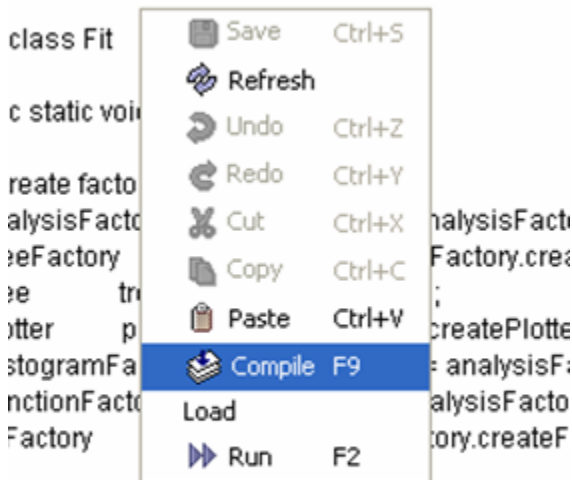 class Fit
c static voi
reate facto
alysisFacto
eeFactory
ee tr
otter p
stogramFa
nctionFacto
Factory
Save Ctrl+S
Refresh
Undo Ctrl+Z
Redo Ctrl+Y
Cut Ctrl+X
Copy Ctrl+C
Paste Ctrl+V
Compile F9
Load
Run F2
nalysisFacto
Factory.crea
;
createPlotte
= analysisFa
alysisFacto
ory.createF